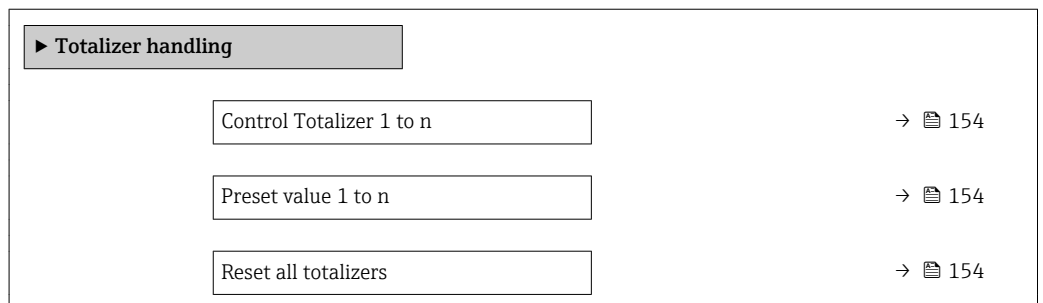 ▶ Totalizer handling
Control Totalizer 1 to n → 154
Preset value 1 to n → 154
Reset all totalizers → 154